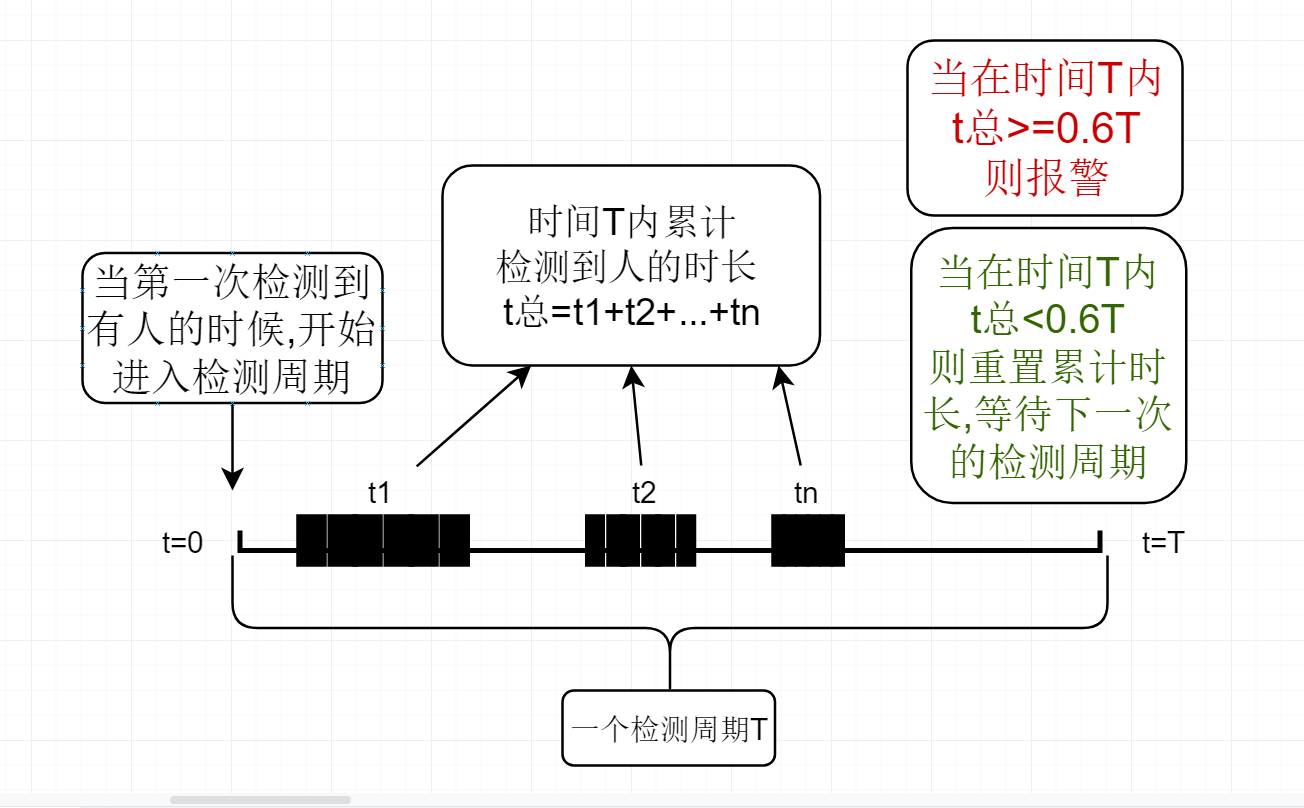 当在时间T内
t总>=0.6T
则报警
时间T内累计
检测到人的时长
t总=t1+t2+...+tn
当第一次检测到
有人的时候,开始
进入检测周期
当在时间T内
t总<0.6T
则重置累计时
长,等待下一次
的检测周期
t1
t2
tn
t=0
t=T
一个检测周期T